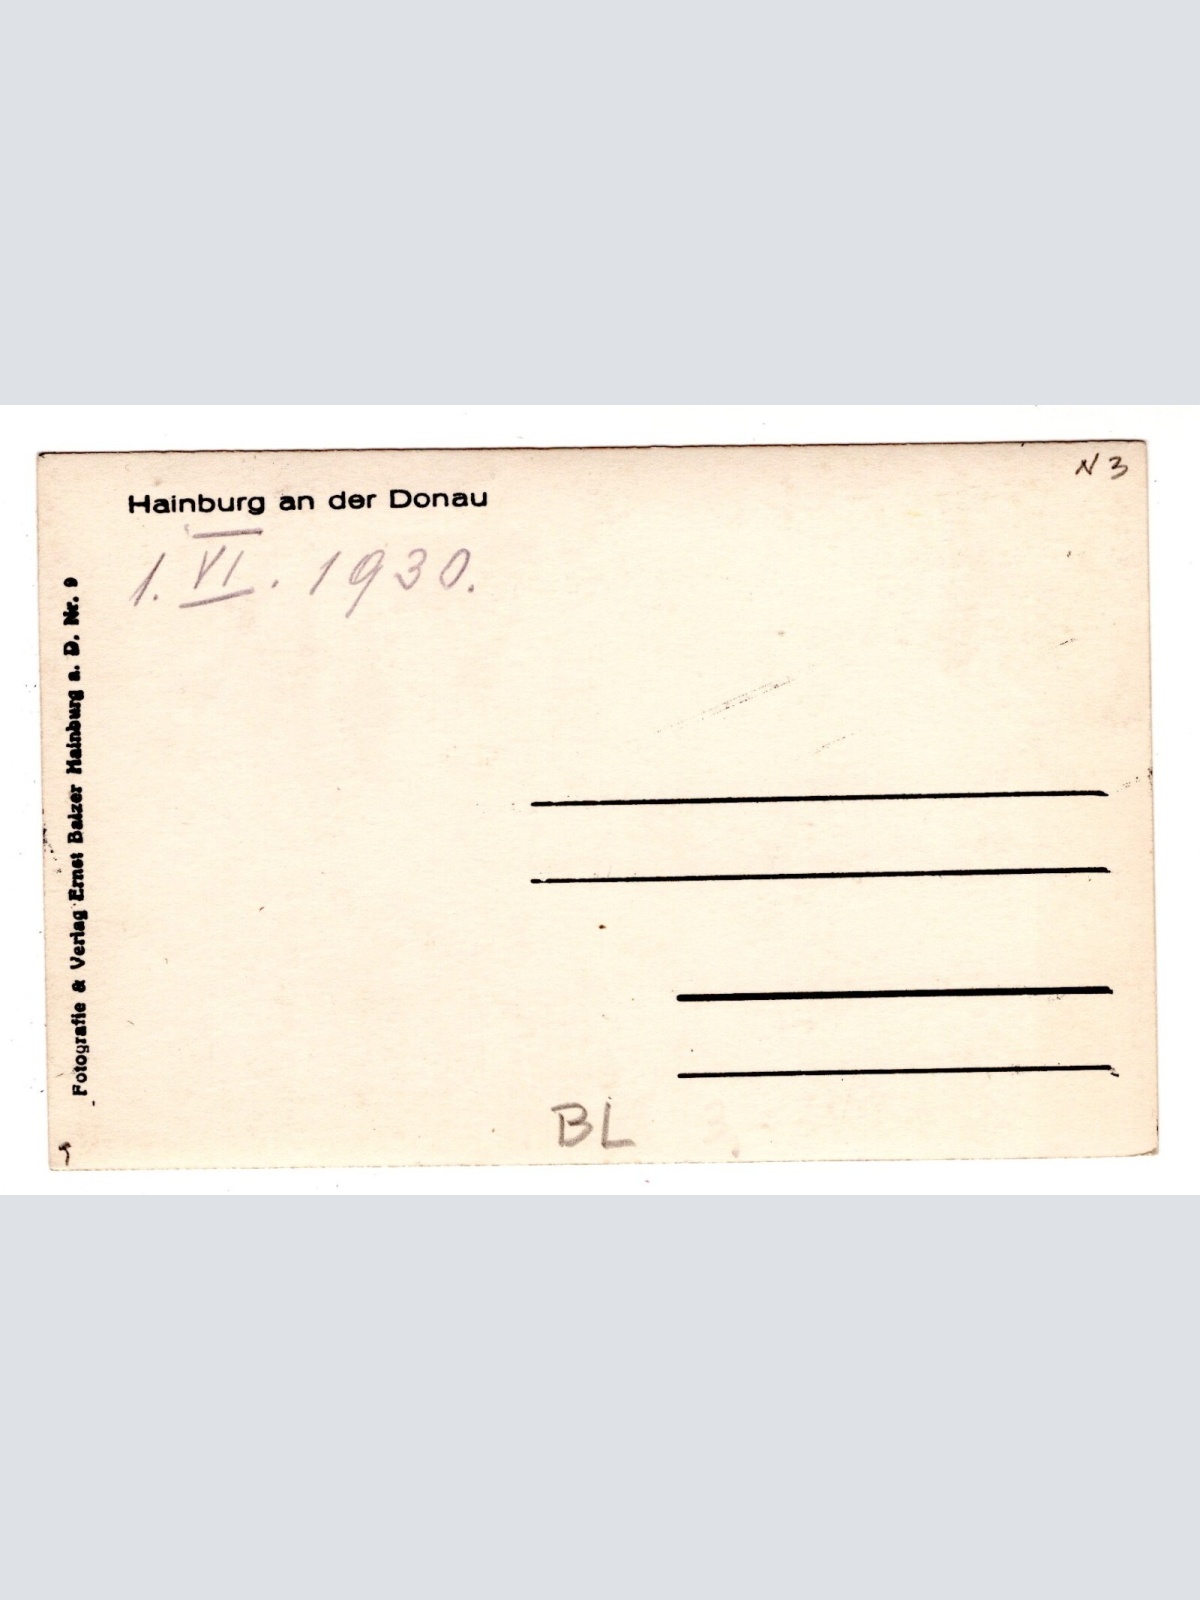 N3
Hainburg an der Donau
1. VI. 1930.
Fotografie & Verlag Ernst Balzer Hainburg a. D. Nr. 9
BL